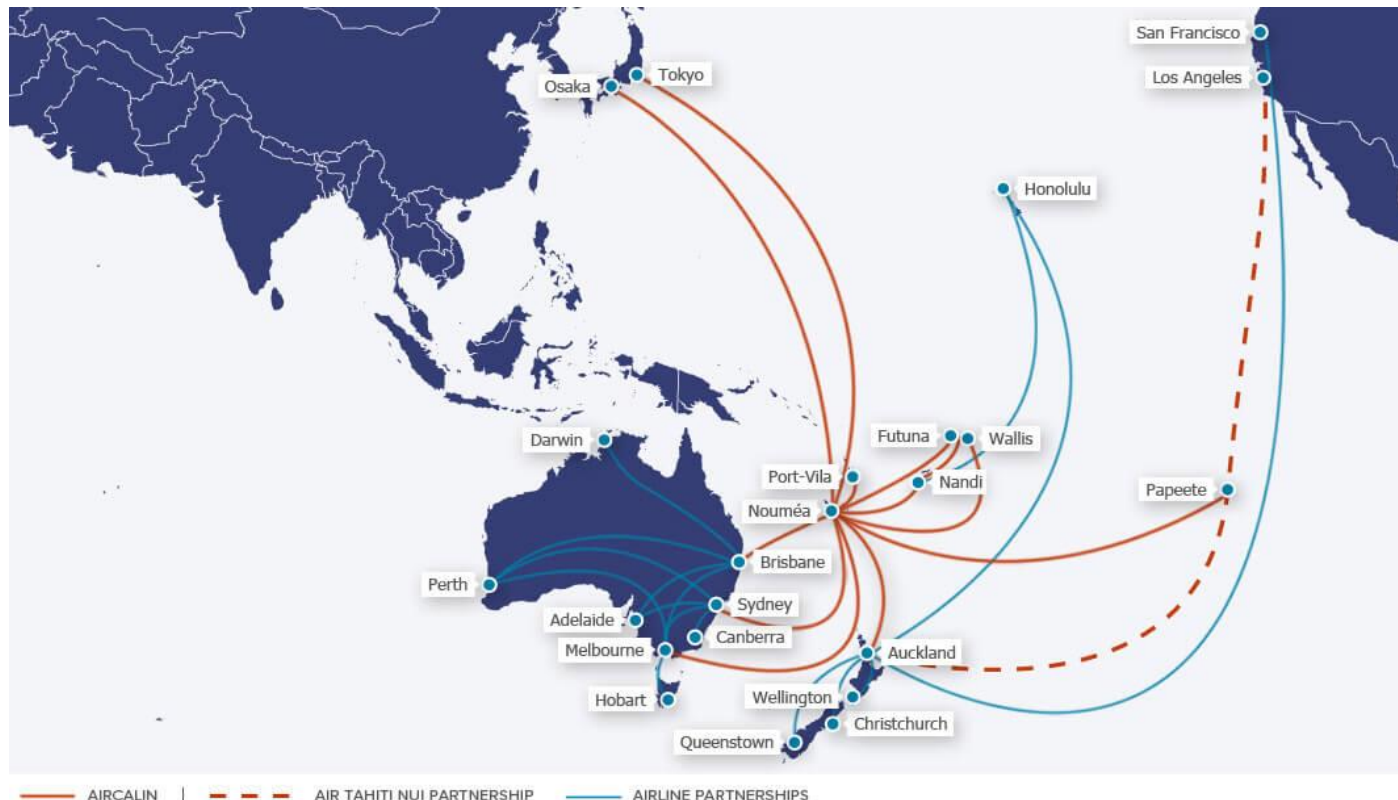 San Francisco
Los Angeles
Tokyo
Osaka
Honolulu
Darwin
Futuna
Wallis
Port-Vila
Nandi
Papeete
Nouméa
Brisbane
Perth
Sydney
Adelaide
Canberra
Melbourne
Auckland
Hobart
Wellington
Christchurch
Queenstown
AIRCALIN | AIR TAHITI NUI PARTNERSHIP AIRLINE PARTNERSHIPS